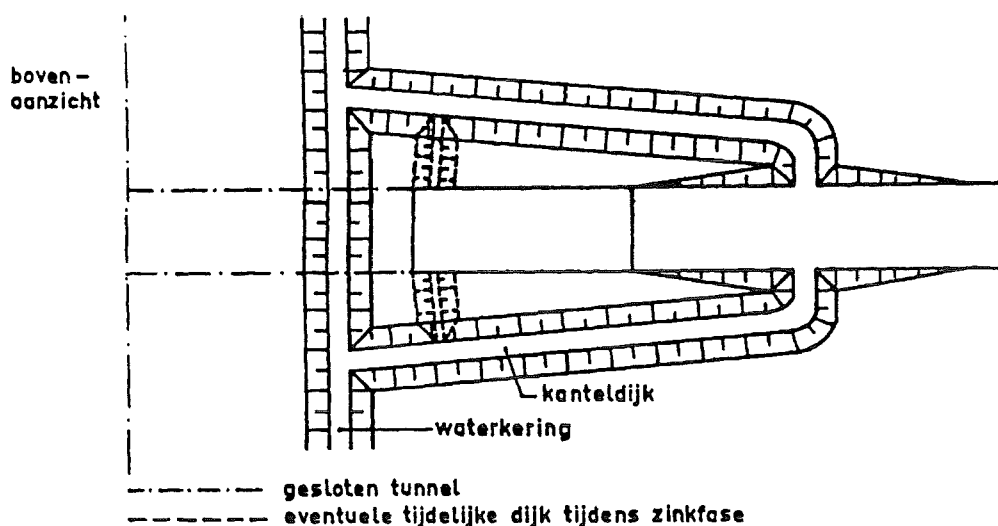 boven-
aanzicht
kanteldijk
waterkering
gesloten tunnel
eventuele tijdelijke dijk tijdens zinkfase